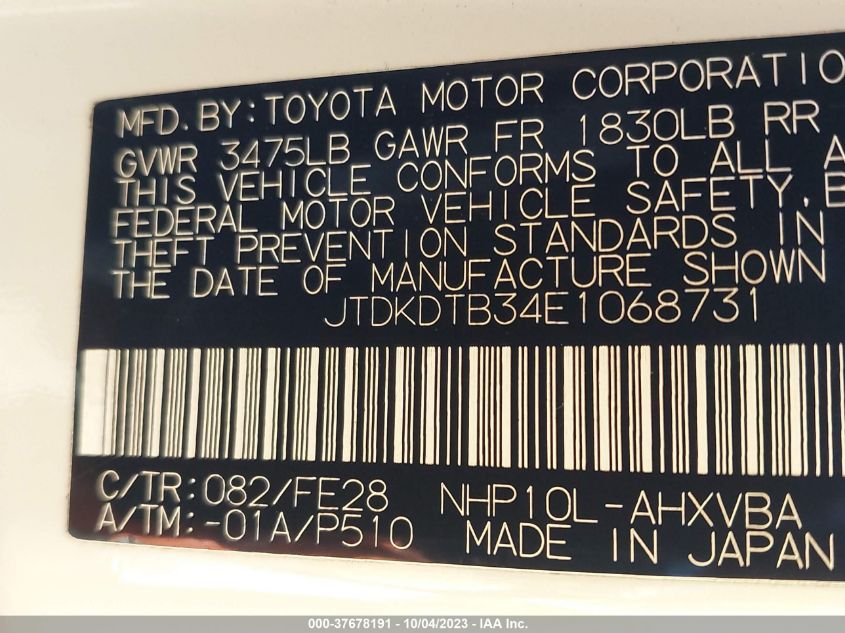 MFD. BY: TOYOTA MOTOR CORPORATIO
GVWR 3475LB GAWR FR 1830LB RR
THIS VEHICLE CONFORMS TO ALL A
FEDERAL MOTOR VEHICLE SAFETY, B
THEFT PREVENTION STANDARDS IN
THE DATE OF MANUFACTURE SHOWN
JTDKDTB34E1068731
C/TR: 082/FE28 NHP10L-AHXVBA
A/TM: -01A/P510 MADE IN JAPAN
000-37678191 - 10/04/2023 - IAA Inc.